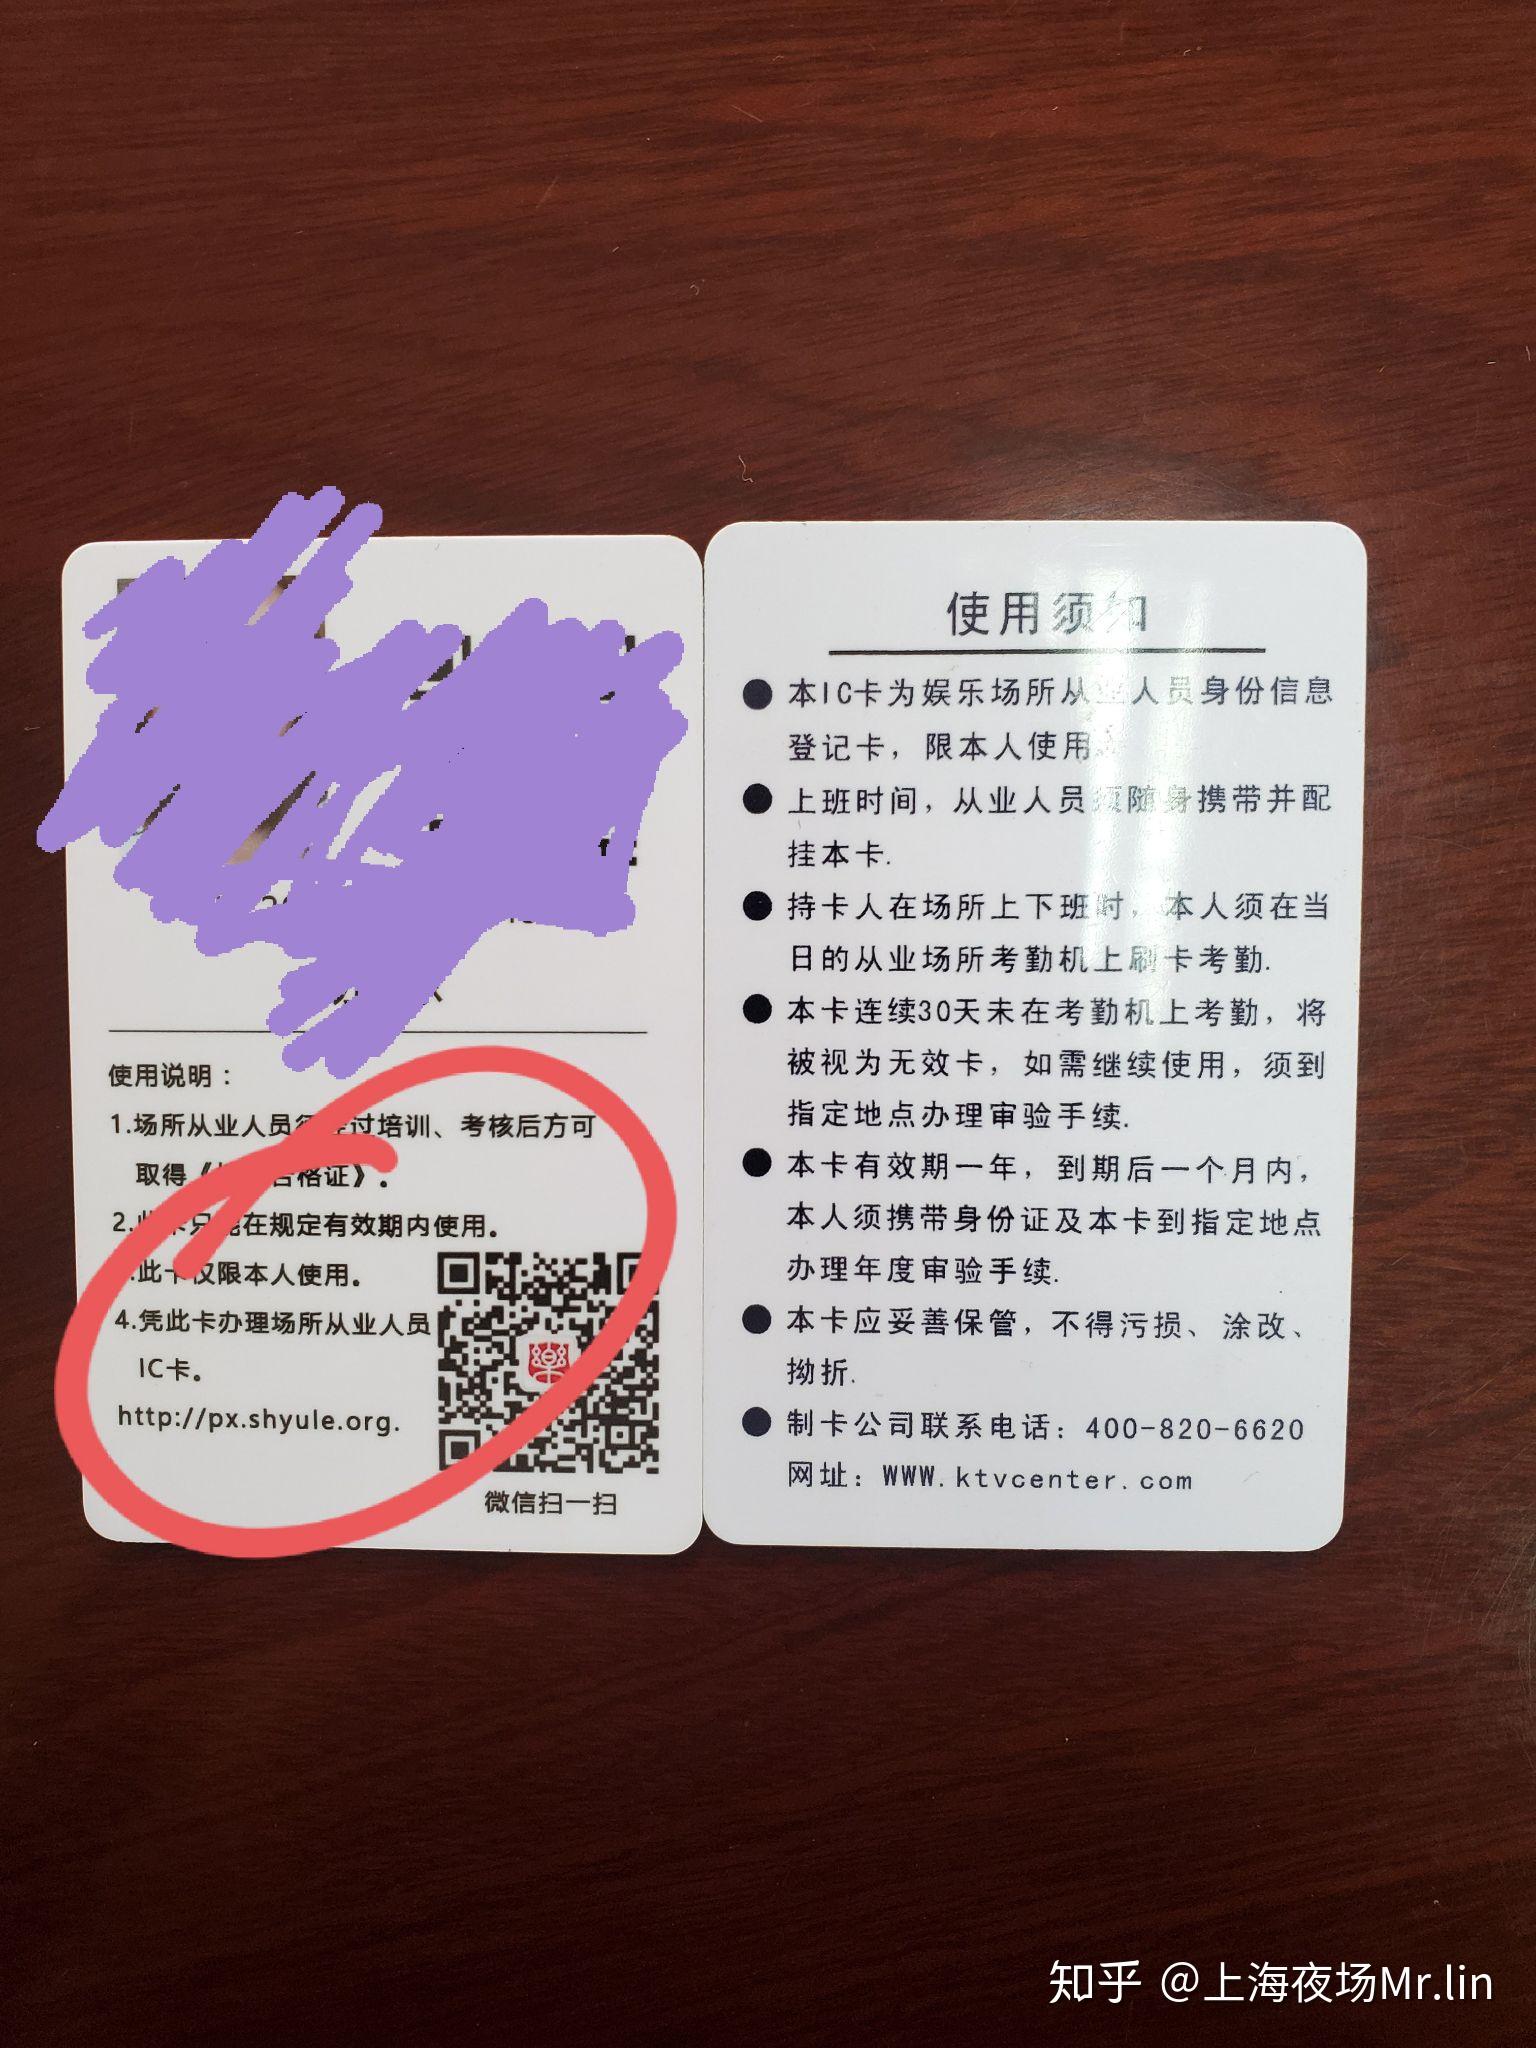 使用说明：
1.场所从业人员须经过培训、考核后方可
取得《合格证》。
2.此卡只能在规定有效期内使用。
此卡仅限本人使用。
4.凭此卡办理场所从业人员
IC卡。
http://px.shyule.org.
微信扫一扫
使用须知
●本IC卡为娱乐场所从业人员身份信息
登记卡，限本人使用.
●上班时间，从业人员须随身携带并配
挂本卡.
●持卡人在场所上下班时，本人须在当
日的从业场所考勤机上刷卡考勤.
●本卡连续30天未在考勤机上考勤，将
被视为无效卡，如需继续使用，须到
指定地点办理审验手续.
●本卡有效期一年，到期后一个月内，
本人须携带身份证及本卡到指定地点
办理年度审验手续.
●本卡应妥善保管，不得污损、涂改、
拗折.
●制卡公司联系电话：400-820-6620
网址：WWW.ktvcenter.com
知乎 @上海夜场Mr.lin